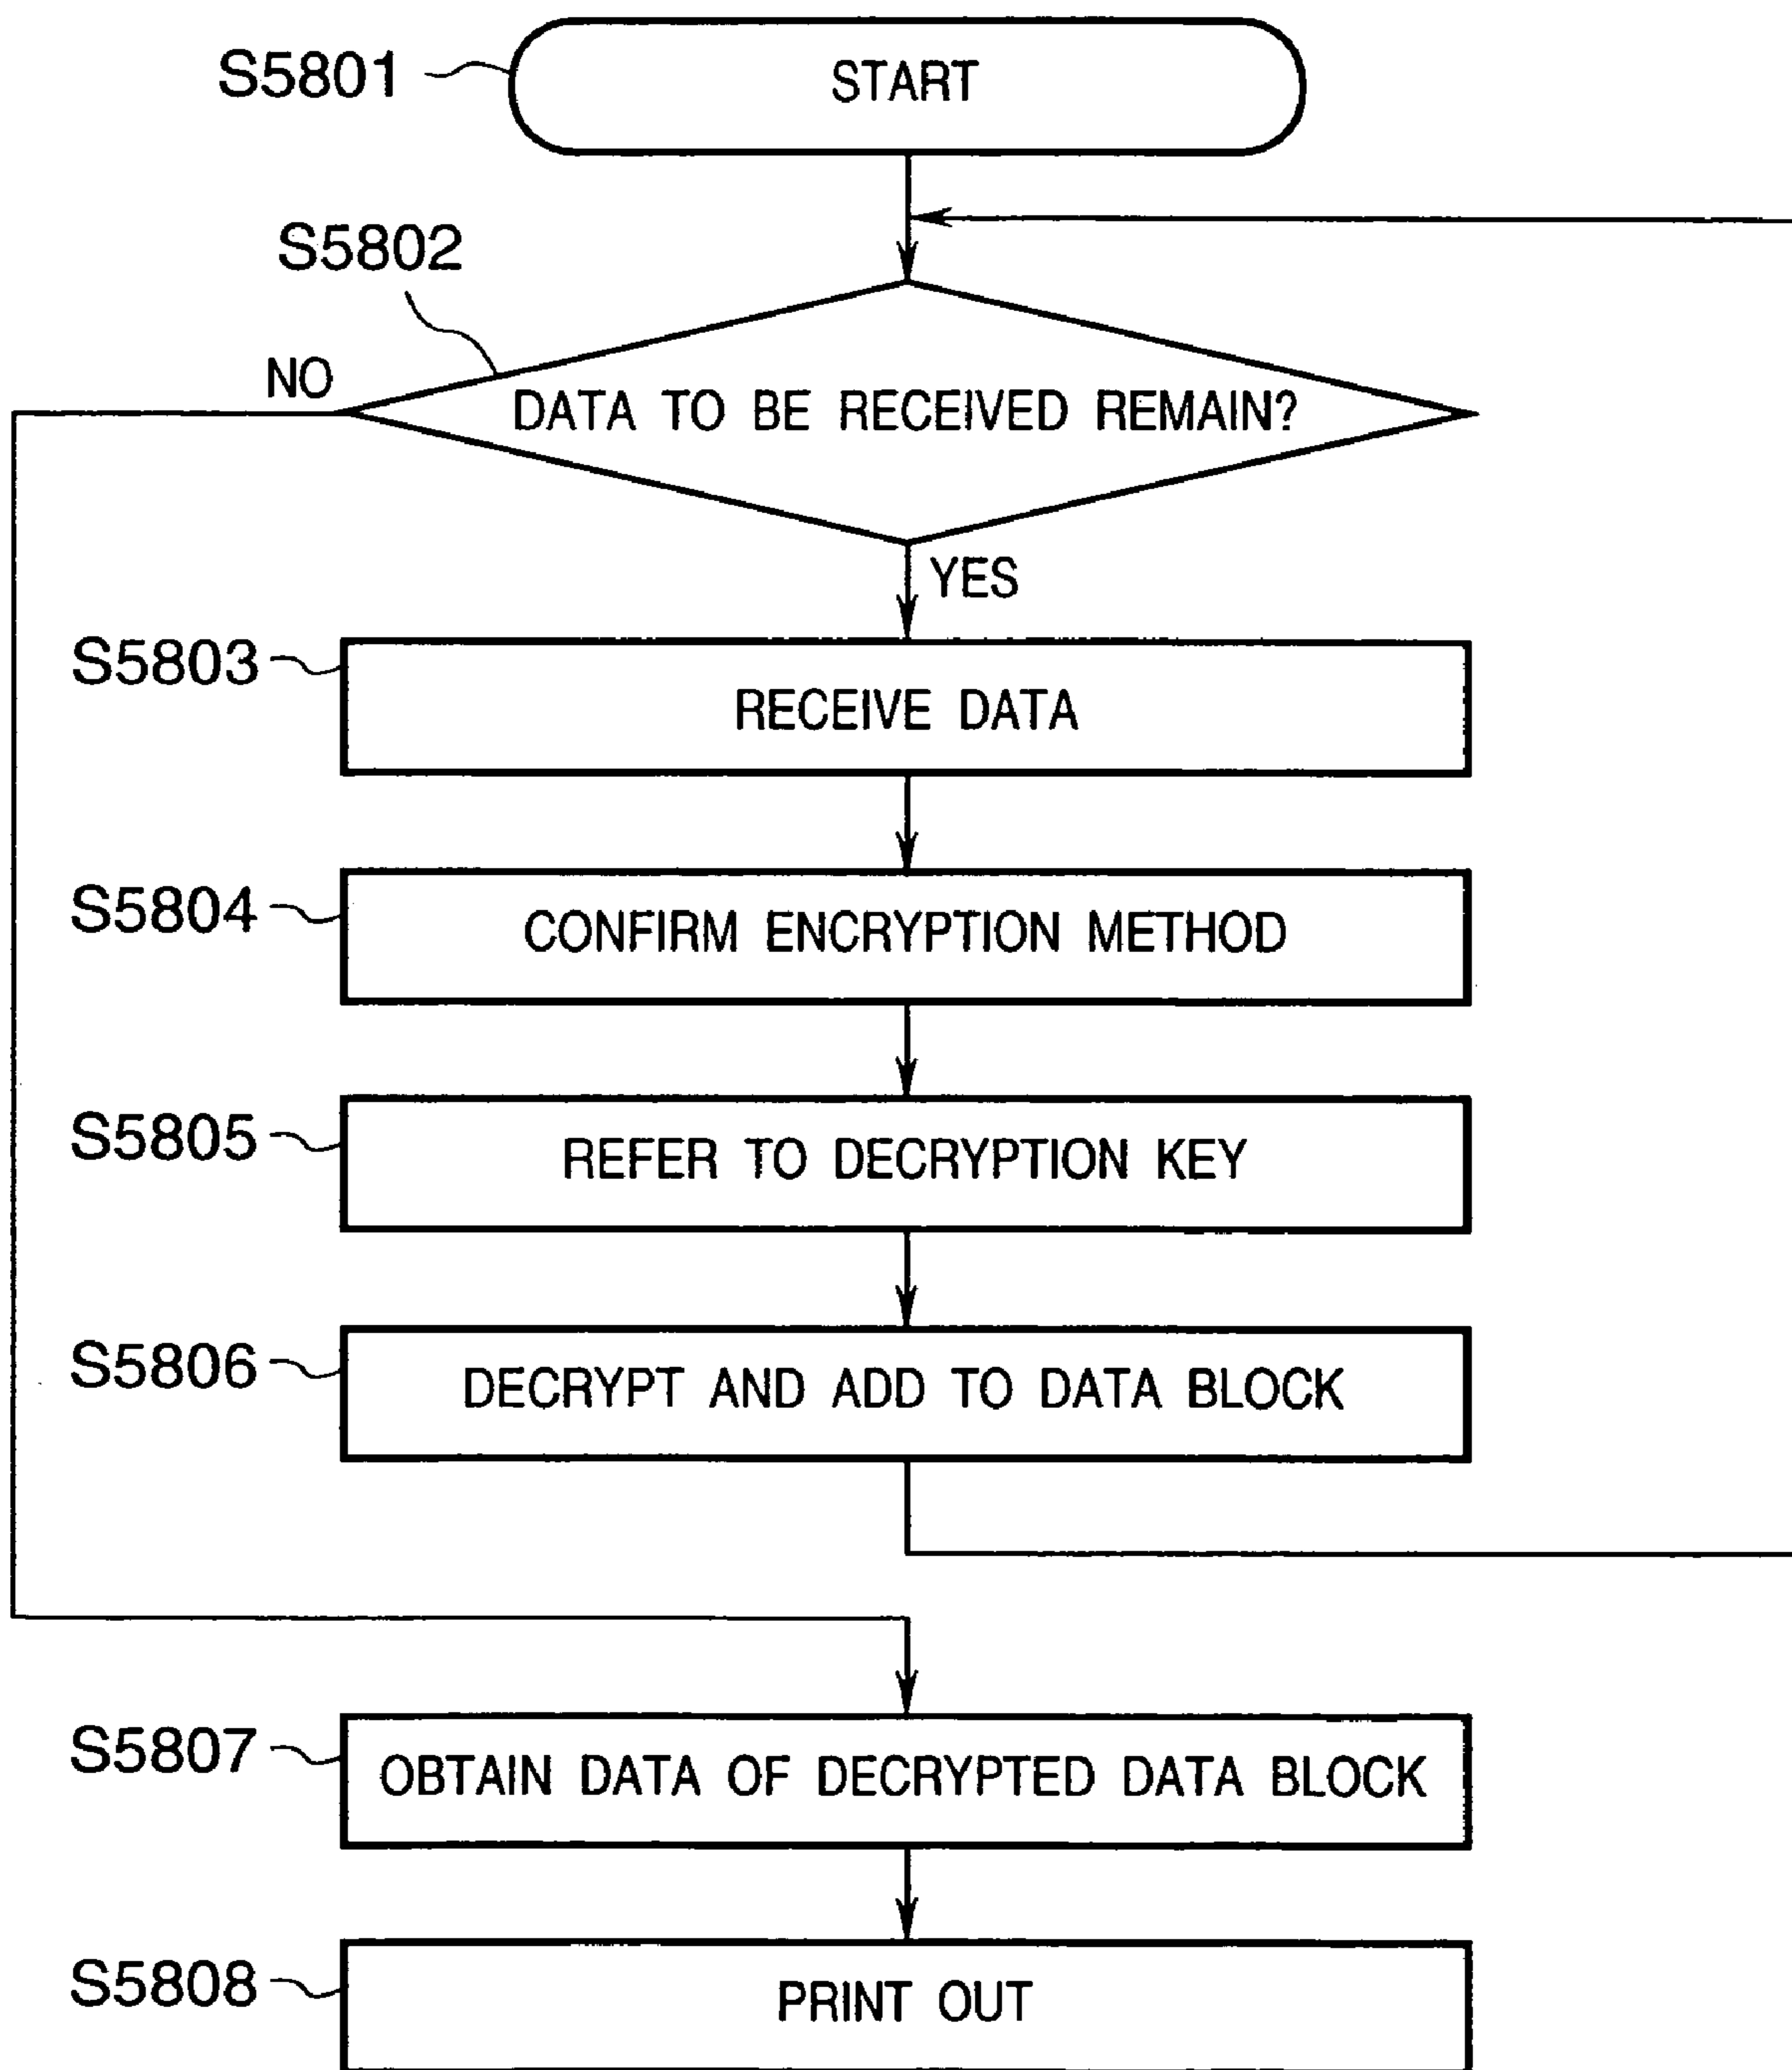 S5801
START
S5802
NO
DATA TO BE RECEIVED REMAIN?
YES
S5803
RECEIVE DATA
S5804
CONFIRM ENCRYPTION METHOD
S5805
REFER TO DECRYPTION KEY
S5806
DECRYPT AND ADD TO DATA BLOCK
S5807
OBTAIN DATA OF DECRYPTED DATA BLOCK
S5808
PRINT OUT